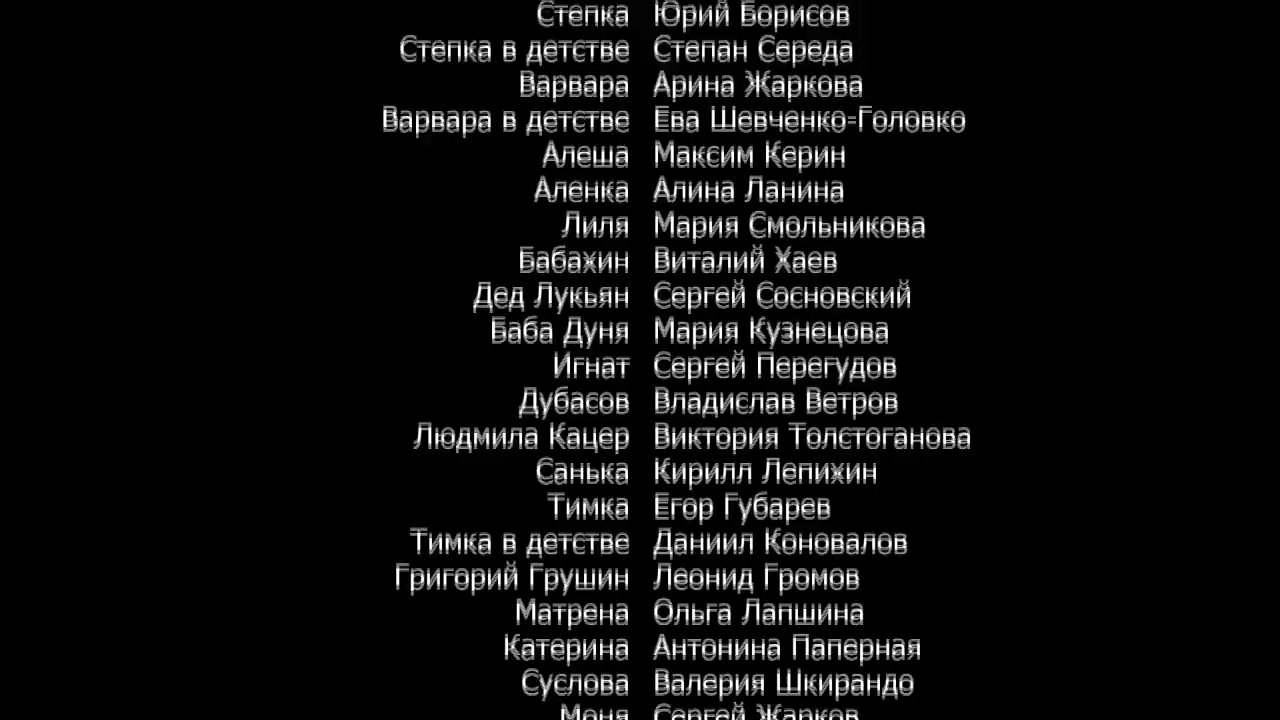 Степка Юрий Борисов
Степка в детстве Степан Середа
Варвара Арина Жаркова
Варвара в детстве Ева Шевченко-Головко
Алеша Максим Керин
Аленка Алина Ланина
Лиля Мария Смольникова
Бабахин Виталий Хаев
Дед Лукьян Сергей Сосновский
Баба Дуня Мария Кузнецова
Игнат Сергей Перегудов
Дубасов Владислав Ветров
Людмила Кацер Виктория Толстоганова
Санька Кирилл Лепихин
Тимка Егор Губарев
Тимка в детстве Даниил Коновалов
Григорий Грушин Леонид Громов
Матрена Ольга Лапшина
Катерина Антонина Паперная
Суслова Валерия Шкирандо
Моня Сергей Жарков